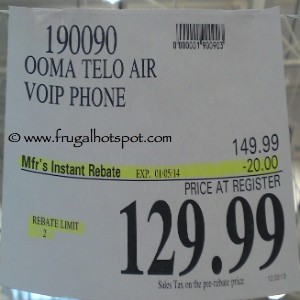 190090
0000001900903
OOMA TELO AIR
VOIP PHONE
www.frugalhotspot.com
149.99
Mfr's Instant Rebate EXP. 01/05/14 -20.00
PRICE AT REGISTER
REBATE LIMIT
2
129.99
Sales Tax on the pre-rebate price